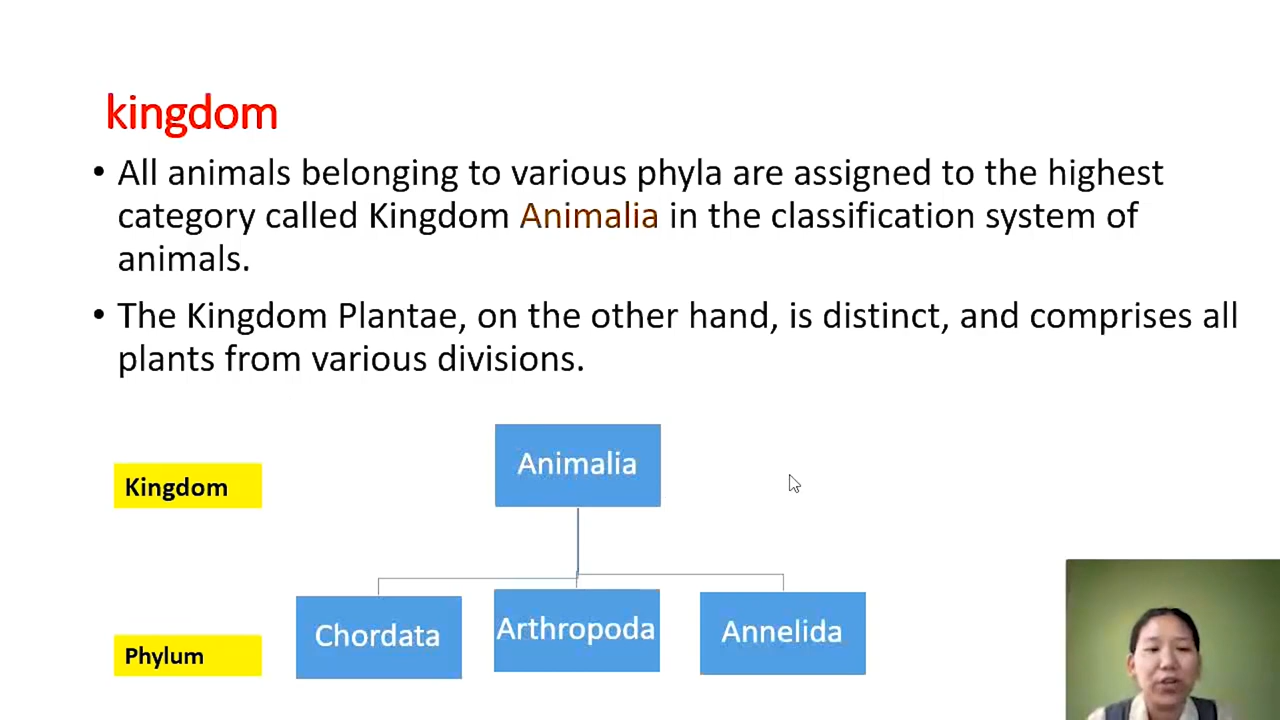 kingdom
• All animals belonging to various phyla are assigned to the highest
category called Kingdom Animalia in the classification system of
animals.
• The Kingdom Plantae, on the other hand, is distinct, and comprises all
plants from various divisions.
Animalia
Kingdom
Chordata
Arthropoda
Annelida
Phylum